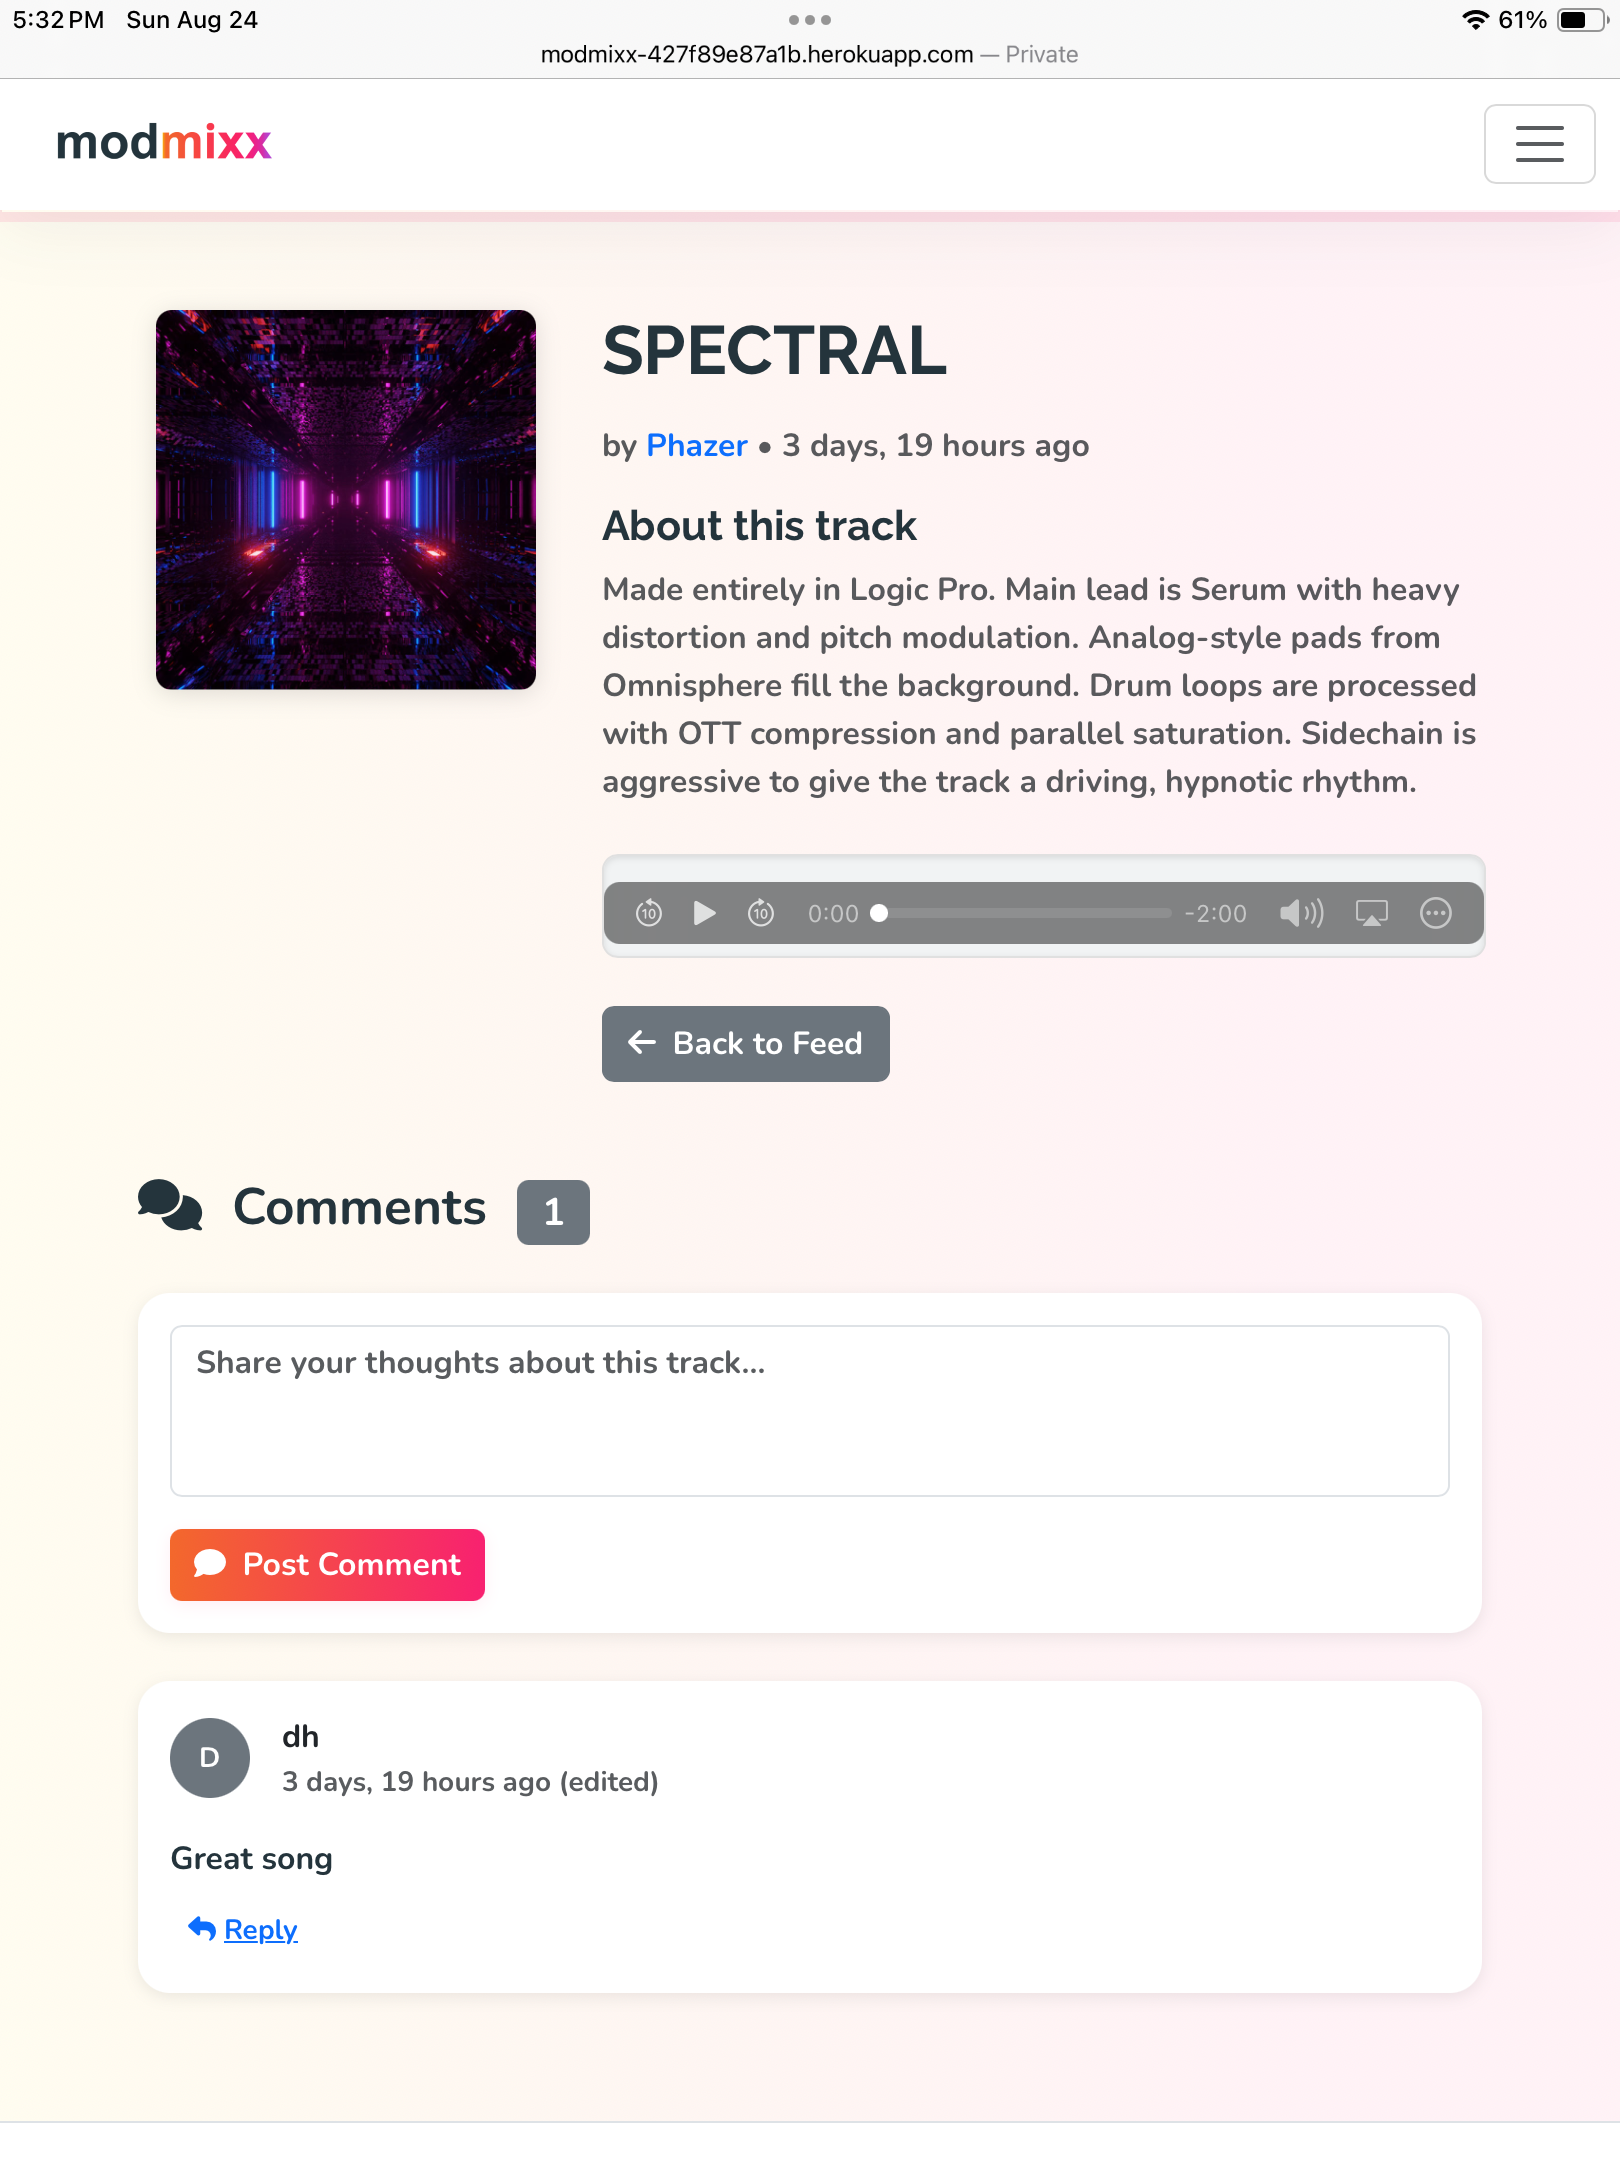 5:32 PM Sun Aug 24
61%
modmixx-427f89e87a1b.herokuapp.com — Private
modmixx
SPECTRAL
by Phazer • 3 days, 19 hours ago
About this track
Made entirely in Logic Pro. Main lead is Serum with heavy
distortion and pitch modulation. Analog-style pads from
Omnisphere fill the background. Drum loops are processed
with OTT compression and parallel saturation. Sidechain is
aggressive to give the track a driving, hypnotic rhythm.
10 10 0:00 -2:00
Back to Feed
Comments 1
Share your thoughts about this track...
Post Comment
D
dh
3 days, 19 hours ago (edited)
Great song
Reply